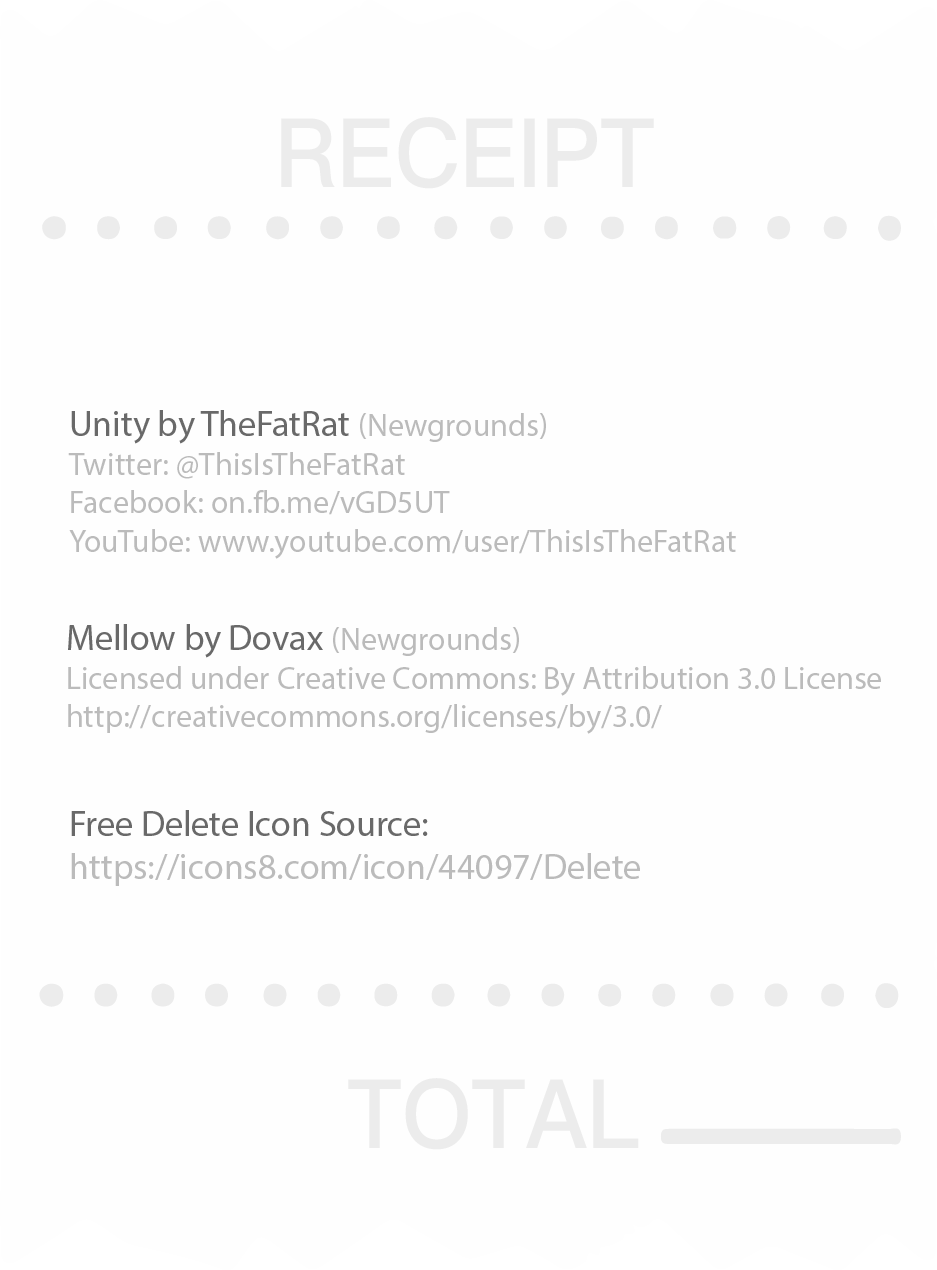 RECEIPT
Unity by TheFatRat (Newgrounds)
Twitter: @ThisIsTheFatRat
Facebook: on.fb.me/vGD5UT
YouTube: www.youtube.com/user/ThisIsTheFatRat
Mellow by Dovax (Newgrounds)
Licensed under Creative Commons: By Attribution 3.0 License
http://creativecommons.org/licenses/by/3.0/
Free Delete Icon Source:
https://icons8.com/icon/44097/Delete
TOTAL